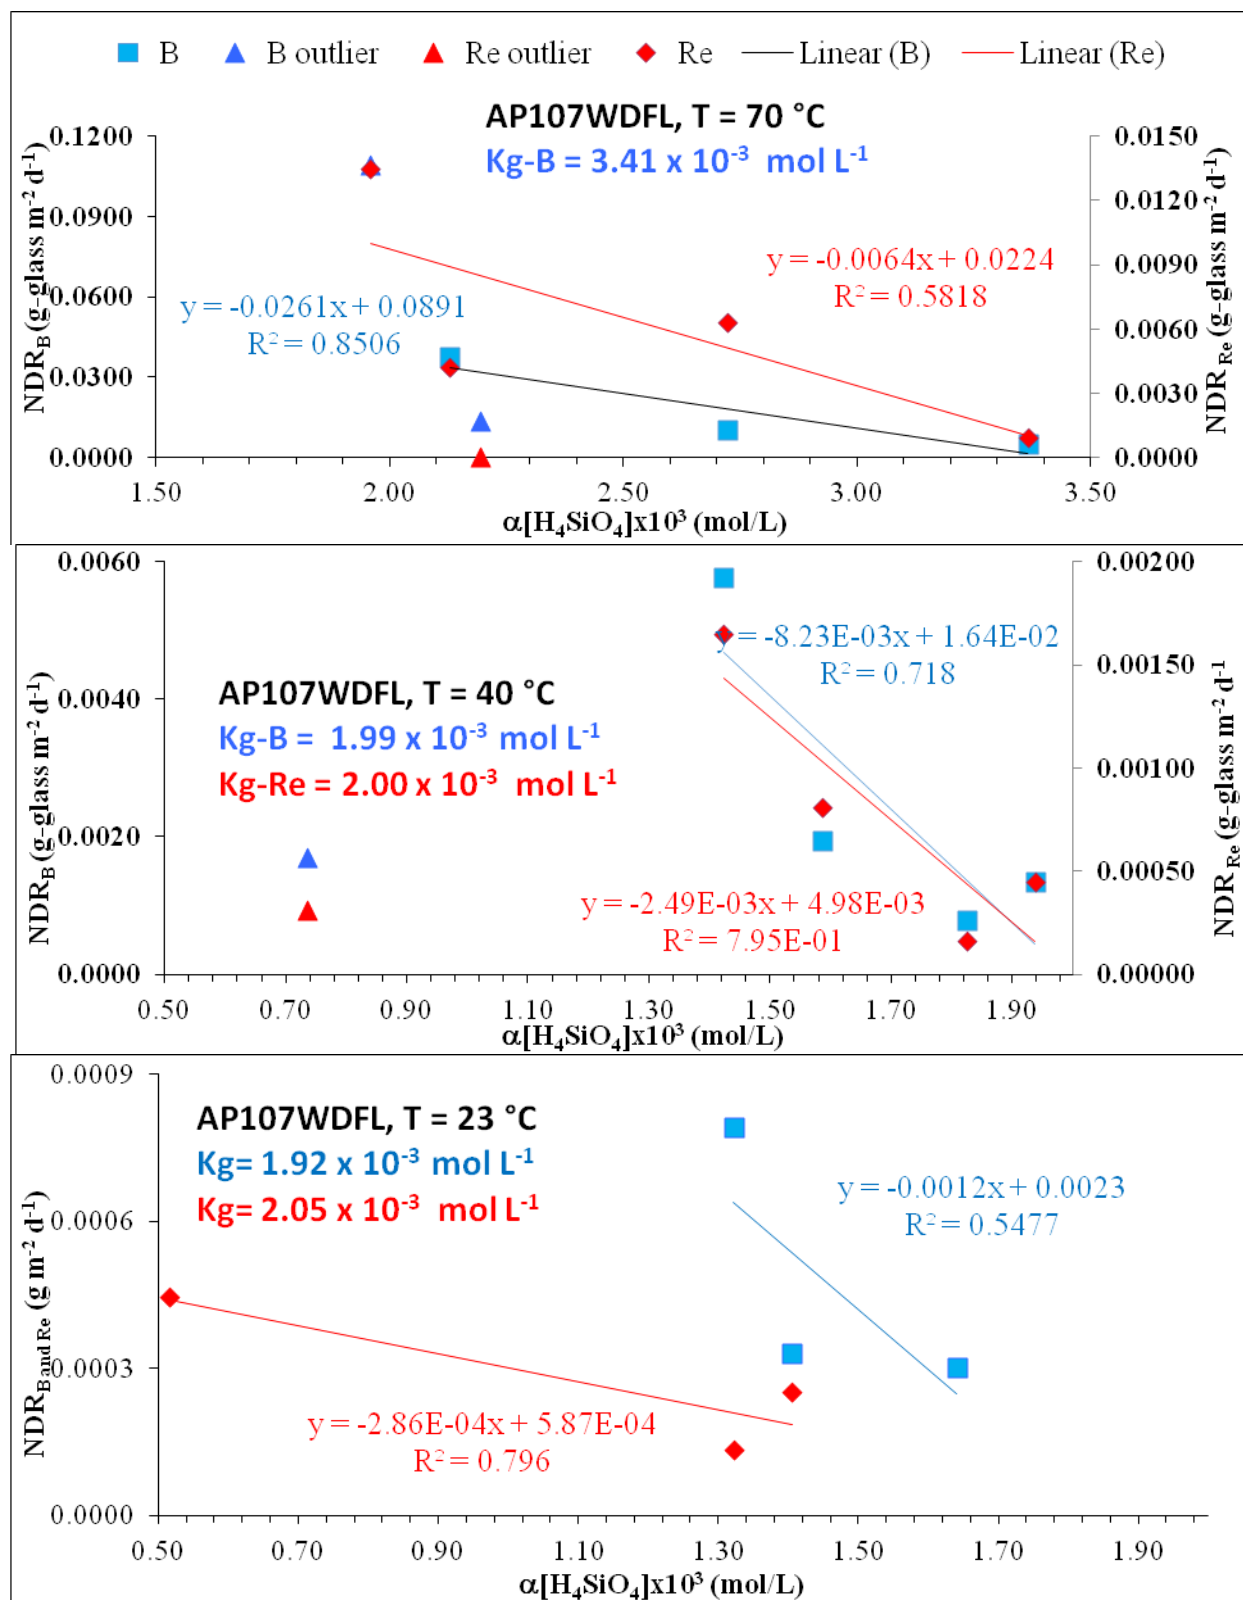 B B outlier Re outlier Re Linear (B) Linear (Re)
AP107WDFL, T = 70 °C
Kg-B = 3.41 x 10⁻³ mol L⁻¹
0.1200
0.0900
0.0600
0.0300
0.0000
NDR_B (g-glass m⁻² d⁻¹)
y = -0.0261x + 0.0891
R² = 0.8506
y = -0.0064x + 0.0224
R² = 0.5818
0.0150
0.0120
0.0090
0.0060
0.0030
0.0000
NDR_Re (g-glass m⁻² d⁻¹)
1.50 2.00 2.50 3.00 3.50
α[H₄SiO₄]x10³ (mol/L)
0.0060
0.0040
0.0020
0.0000
NDR_B (g-glass m⁻² d⁻¹)
AP107WDFL, T = 40 °C
Kg-B = 1.99 x 10⁻³ mol L⁻¹
Kg-Re = 2.00 x 10⁻³ mol L⁻¹
y = -8.23E-03x + 1.64E-02
R² = 0.718
y = -2.49E-03x + 4.98E-03
R² = 7.95E-01
0.00200
0.00150
0.00100
0.00050
0.00000
NDR_Re (g-glass m⁻² d⁻¹)
0.50 0.70 0.90 1.10 1.30 1.50 1.70 1.90
α[H₄SiO₄]x10³ (mol/L)
0.0009
0.0006
0.0003
0.0000
NDR_Band Re (g m⁻² d⁻¹)
AP107WDFL, T = 23 °C
Kg= 1.92 x 10⁻³ mol L⁻¹
Kg= 2.05 x 10⁻³ mol L⁻¹
y = -0.0012x + 0.0023
R² = 0.5477
y = -2.86E-04x + 5.87E-04
R² = 0.796
0.50 0.70 0.90 1.10 1.30 1.50 1.70 1.90
α[H₄SiO₄]x10³ (mol/L)